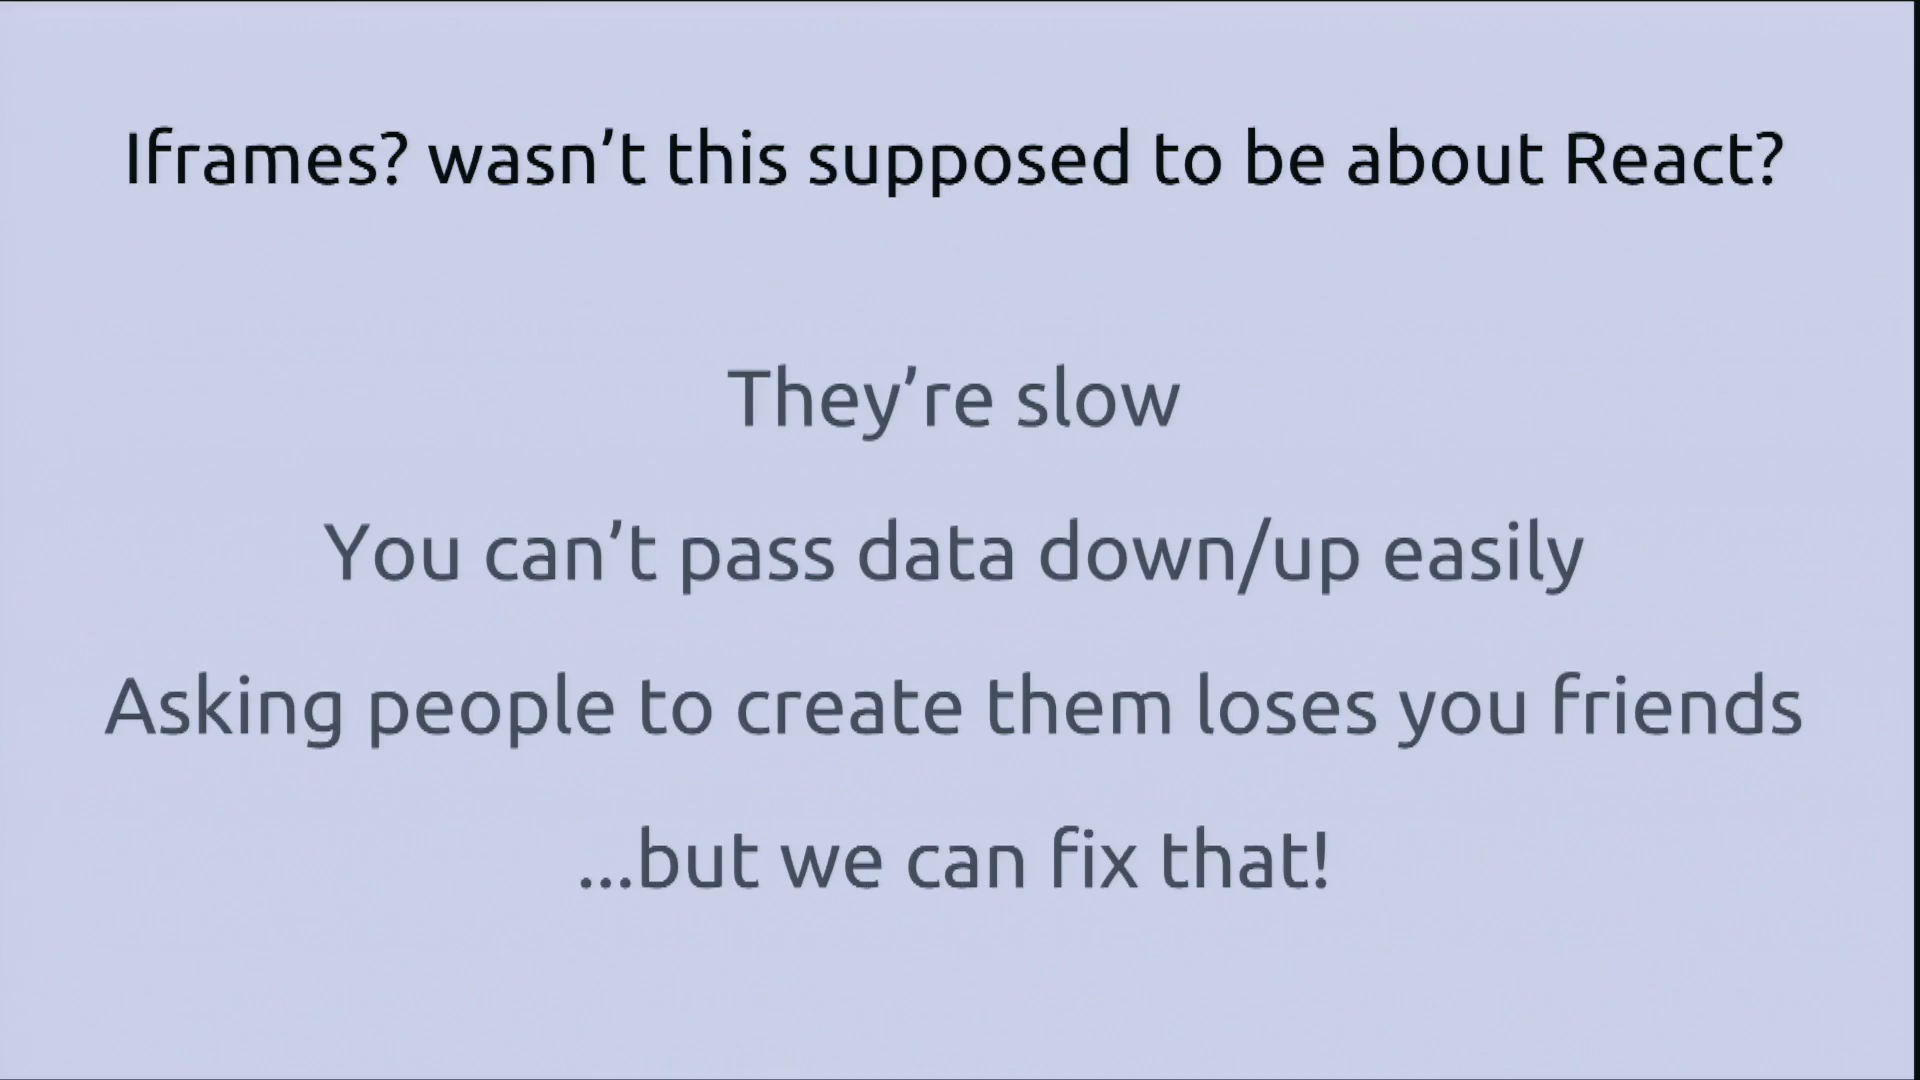 Iframes? wasn’t this supposed to be about React?
They’re slow
You can’t pass data down/up easily
Asking people to create them loses you friends
...but we can fix that!